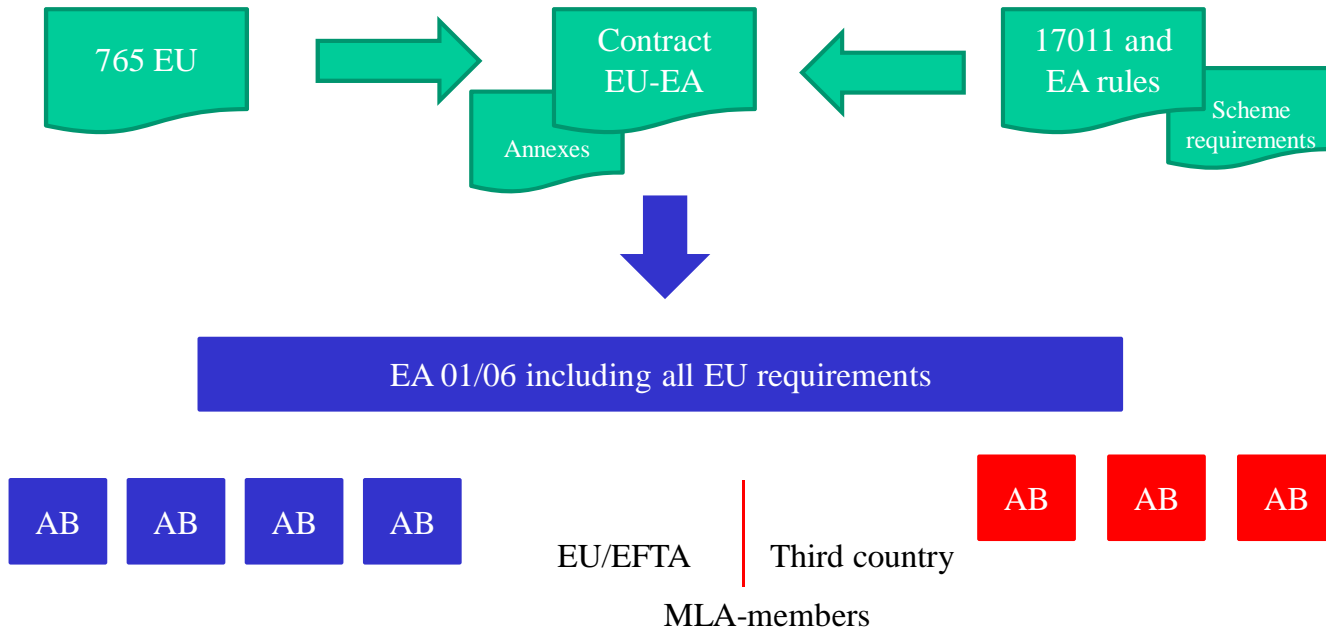 765 EU
Contract
EU-EA
Annexes
17011 and
EA rules
Scheme
requirements
EA 01/06 including all EU requirements
AB
AB
AB
AB
AB
AB
AB
EU/EFTA
Third country
MLA-members